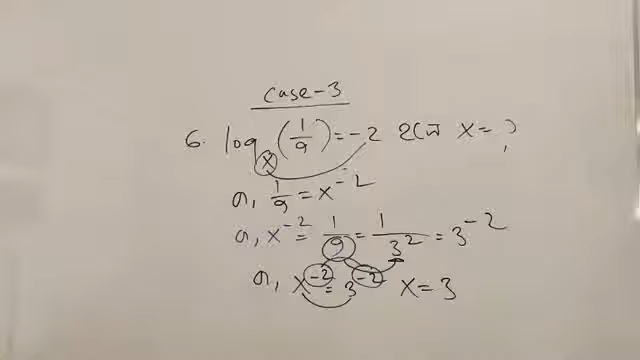 Case-3
6. log_x (1/9) = -2 হলে x = ?
বা, 1/9 = x^-2
বা, x^-2 = 1/9 = 1/3^2 = 3^-2
বা, x^-2 = 3^-2 x = 3